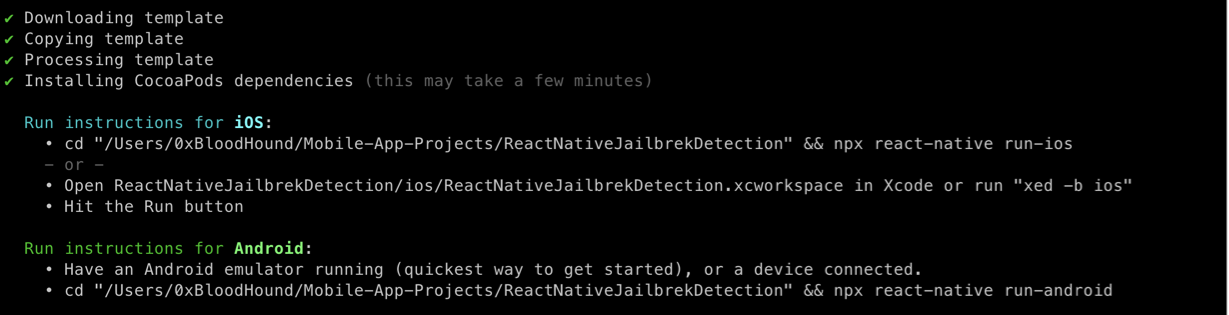 ✔ Downloading template
✔ Copying template
✔ Processing template
✔ Installing CocoaPods dependencies (this may take a few minutes)
Run instructions for iOS:
• cd "/Users/0xBloodHound/Mobile-App-Projects/ReactNativeJailbrekDetection" && npx react-native run-ios
– or –
• Open ReactNativeJailbrekDetection/ios/ReactNativeJailbrekDetection.xcworkspace in Xcode or run "xed -b ios"
• Hit the Run button
Run instructions for Android:
• Have an Android emulator running (quickest way to get started), or a device connected.
• cd "/Users/0xBloodHound/Mobile-App-Projects/ReactNativeJailbrekDetection" && npx react-native run-android